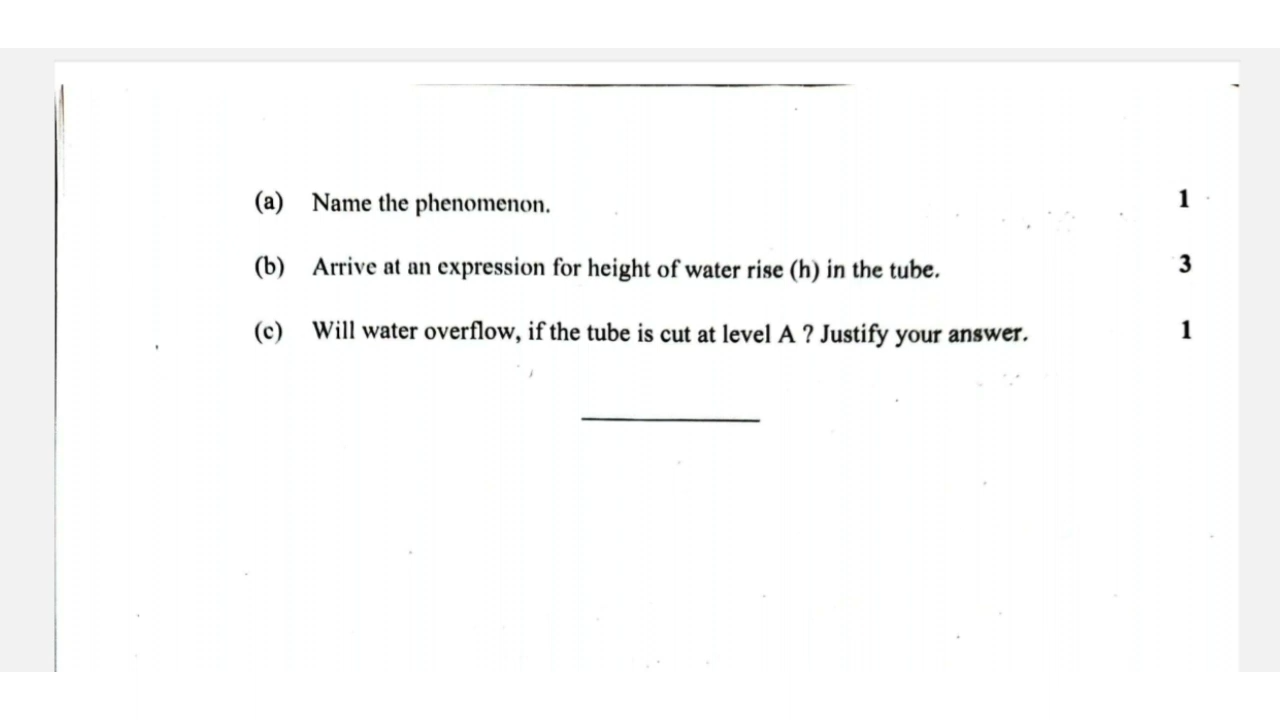 (a) Name the phenomenon. 1
(b) Arrive at an expression for height of water rise (h) in the tube. 3
(c) Will water overflow, if the tube is cut at level A ? Justify your answer. 1